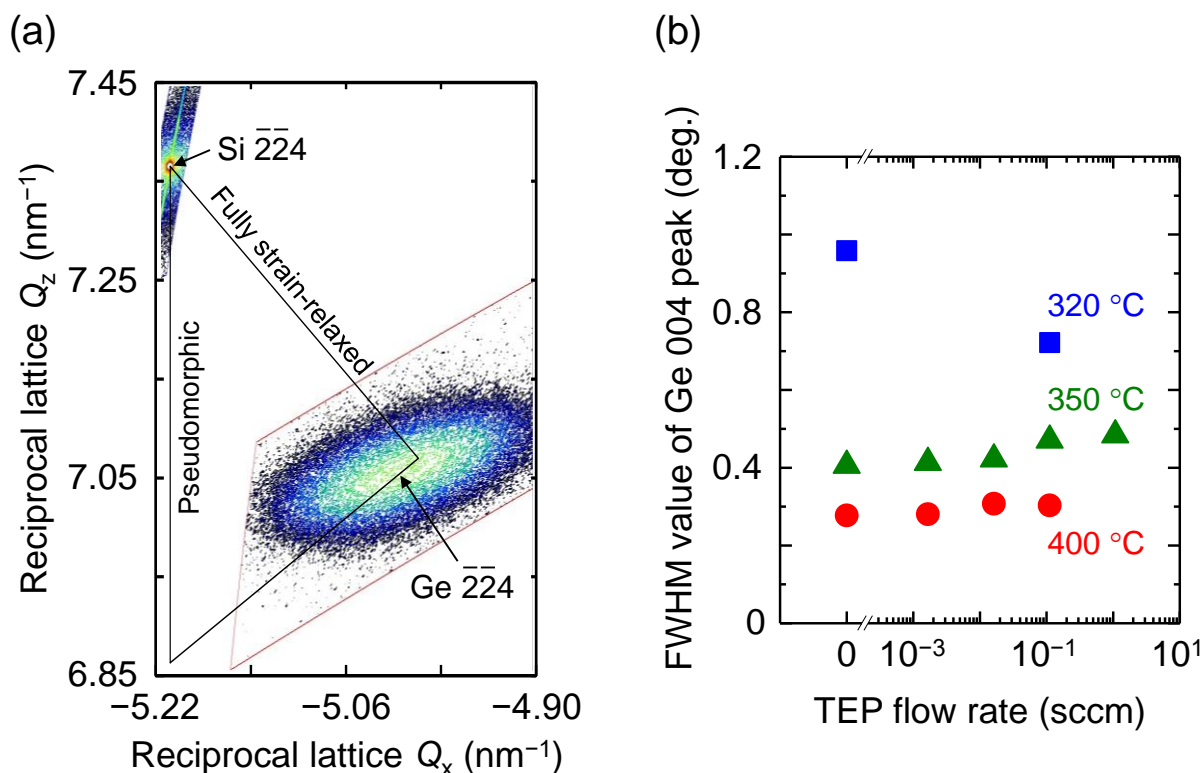 (a)
7.45
7.25
7.05
6.85
Reciprocal lattice Qz (nm⁻¹)
Si 2̅2̅4
Fully strain-relaxed
Pseudomorphic
Ge 2̅2̅4
−5.22
−5.06
−4.90
Reciprocal lattice Qx (nm⁻¹)
(b)
FWHM value of Ge 004 peak (deg.)
1.2
0.8
0.4
0
320 °C
350 °C
400 °C
0
10⁻³
10⁻¹
10¹
TEP flow rate (sccm)